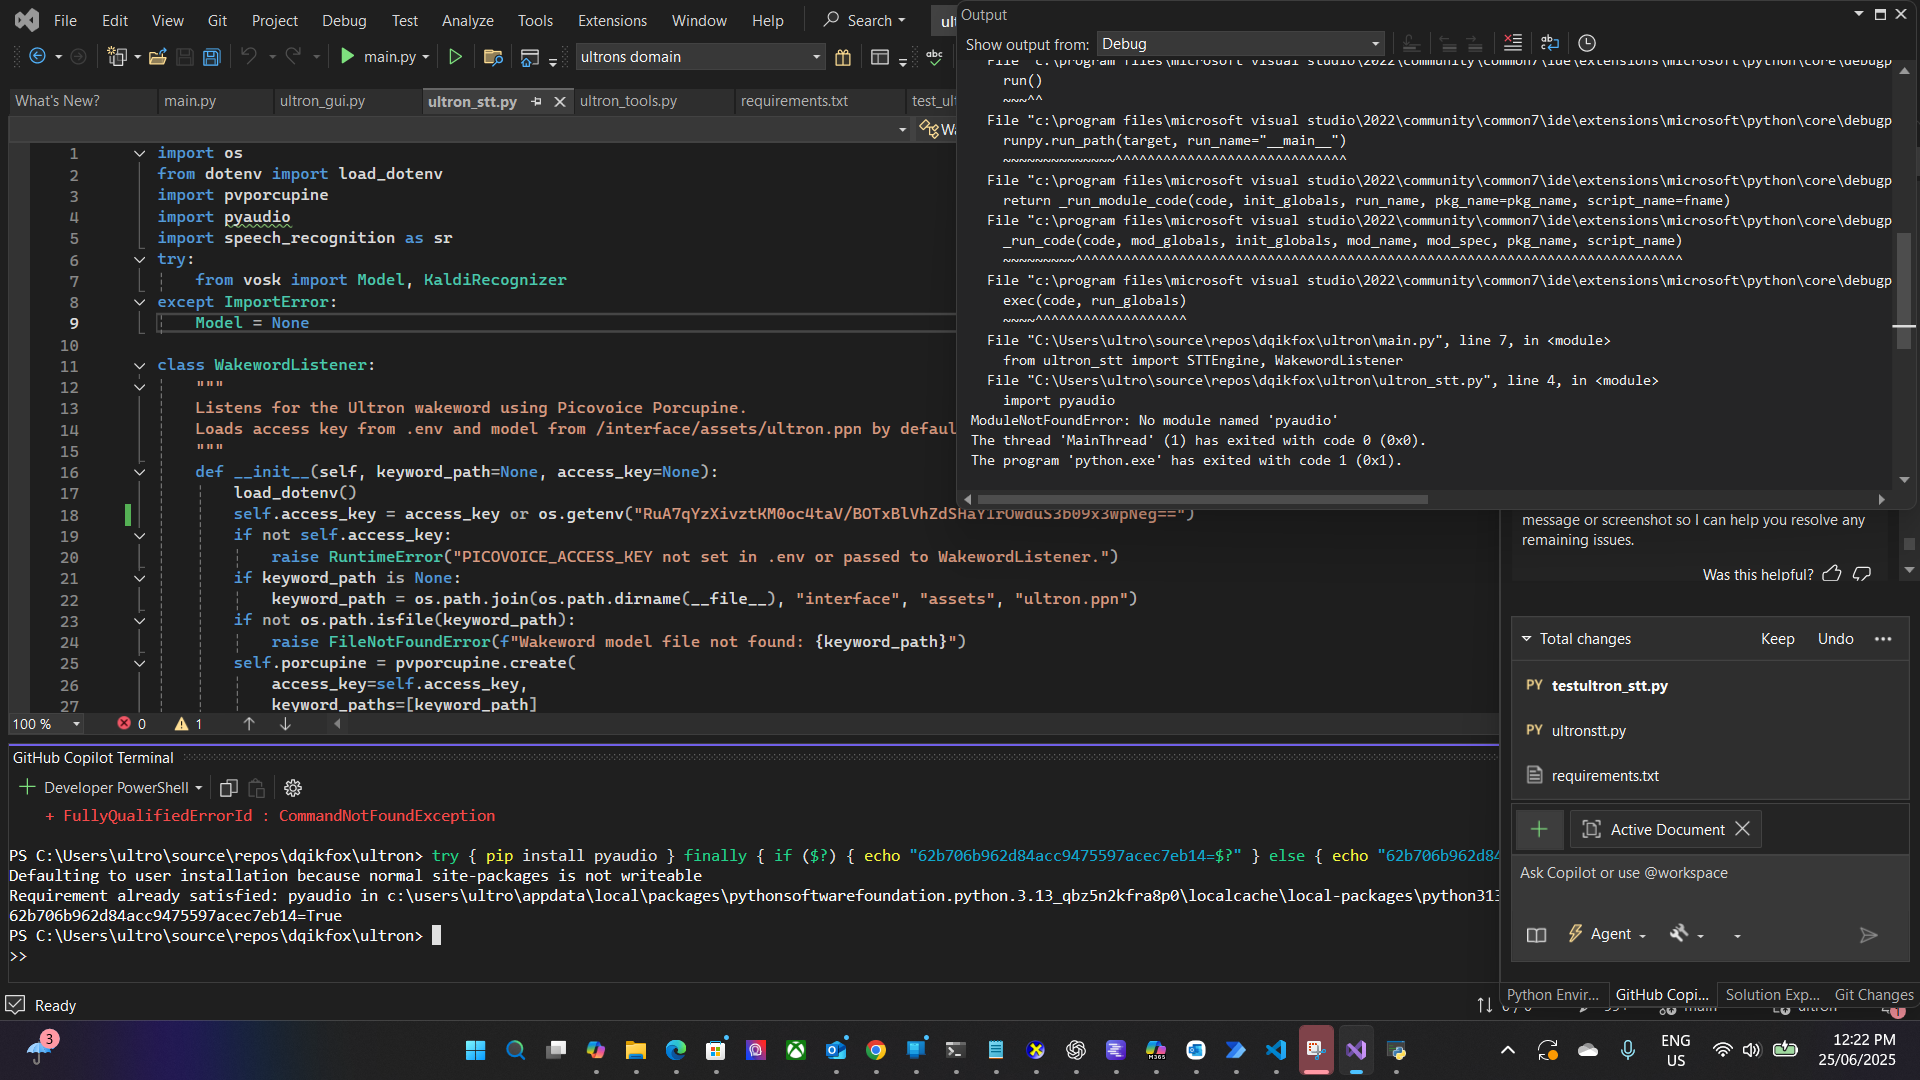 File Edit View Git Project Debug Test Analyze Tools Extensions Window Help Search
main.py ultrons domain
What's New? main.py ultron_gui.py ultron_stt.py ultron_tools.py requirements.txt
1 import os
2 from dotenv import load_dotenv
3 import pvporcupine
4 import pyaudio
5 import speech_recognition as sr
6 try:
7 from vosk import Model, KaldiRecognizer
8 except ImportError:
9 Model = None
10
11 class WakewordListener:
12 """
13 Listens for the Ultron wakeword using Picovoice Porcupine.
14 Loads access key from .env and model from /interface/assets/ultron.ppn by defaul
15 """
16 def __init__(self, keyword_path=None, access_key=None):
17 load_dotenv()
18 self.access_key = access_key or os.getenv(
19 if not self.access_key:
20 raise RuntimeError("PICOVOICE_ACCESS_KEY not set in .env or passed to WakewordListener.")
21 if keyword_path is None:
22 keyword_path = os.path.join(os.path.dirname(__file__), "interface", "assets", "ultron.ppn")
23 if not os.path.isfile(keyword_path):
24 raise FileNotFoundError(f"Wakeword model file not found: {keyword_path}")
25 self.porcupine = pvporcupine.create(
26 access_key=self.access_key,
27 keyword_paths=[keyword_path]
100 % 0 1
Output
Show output from: Debug
File "c:\program files\microsoft visual studio\2022\community\common7\ide\extensions\microsoft\python\core\debugp
run()
~~~^^
File "c:\program files\microsoft visual studio\2022\community\common7\ide\extensions\microsoft\python\core\debugp
runpy.run_path(target, run_name="__main__")
~~~~~~~~~~~~~~^^^^^^^^^^^^^^^^^^^^^^^^^^^^^
File "c:\program files\microsoft visual studio\2022\community\common7\ide\extensions\microsoft\python\core\debugp
return _run_module_code(code, init_globals, run_name, pkg_name=pkg_name, script_name=fname)
File "c:\program files\microsoft visual studio\2022\community\common7\ide\extensions\microsoft\python\core\debugp
_run_code(code, mod_globals, init_globals, mod_name, mod_spec, pkg_name, script_name)
~~~~~~~~~^^^^^^^^^^^^^^^^^^^^^^^^^^^^^^^^^^^^^^^^^^^^^^^^^^^^^^^^^^^^^^^^^^^^^^^^^^^^
File "c:\program files\microsoft visual studio\2022\community\common7\ide\extensions\microsoft\python\core\debugp
exec(code, run_globals)
~~~~^^^^^^^^^^^^^^^^^^^
File "C:\Users\ultro\source\repos\dqikfox\ultron\main.py", line 7, in <module>
from ultron_stt import STTEngine, WakewordListener
File "C:\Users\ultro\source\repos\dqikfox\ultron\ultron_stt.py", line 4, in <module>
import pyaudio
ModuleNotFoundError: No module named 'pyaudio'
The thread 'MainThread' (1) has exited with code 0 (0x0).
The program 'python.exe' has exited with code 1 (0x1).
message or screenshot so I can help you resolve any
remaining issues.
Was this helpful?
Total changes Keep Undo
PY testultron_stt.py
PY ultronstt.py
requirements.txt
Active Document
Ask Copilot or use @workspace
Agent
GitHub Copilot Terminal
Developer PowerShell
+ FullyQualifiedErrorId : CommandNotFoundException
PS C:\Users\ultro\source\repos\dqikfox\ultron> try { pip install pyaudio } finally { if ($?) { echo "62b706b962d84acc9475597acec7eb14=$?" } else { echo "62b706b962d84
Defaulting to user installation because normal site-packages is not writeable
Requirement already satisfied: pyaudio in c:\users\ultro\appdata\local\packages\pythonsoftwarefoundation.python.3.13_qbz5n2kfra8p0\localcache\local-packages\python313
62b706b962d84acc9475597acec7eb14=True
PS C:\Users\ultro\source\repos\dqikfox\ultron>
>>
Python Envir... GitHub Copi... Solution Exp... Git Changes
Ready
3
ENG
US
12:22 PM
25/06/2025